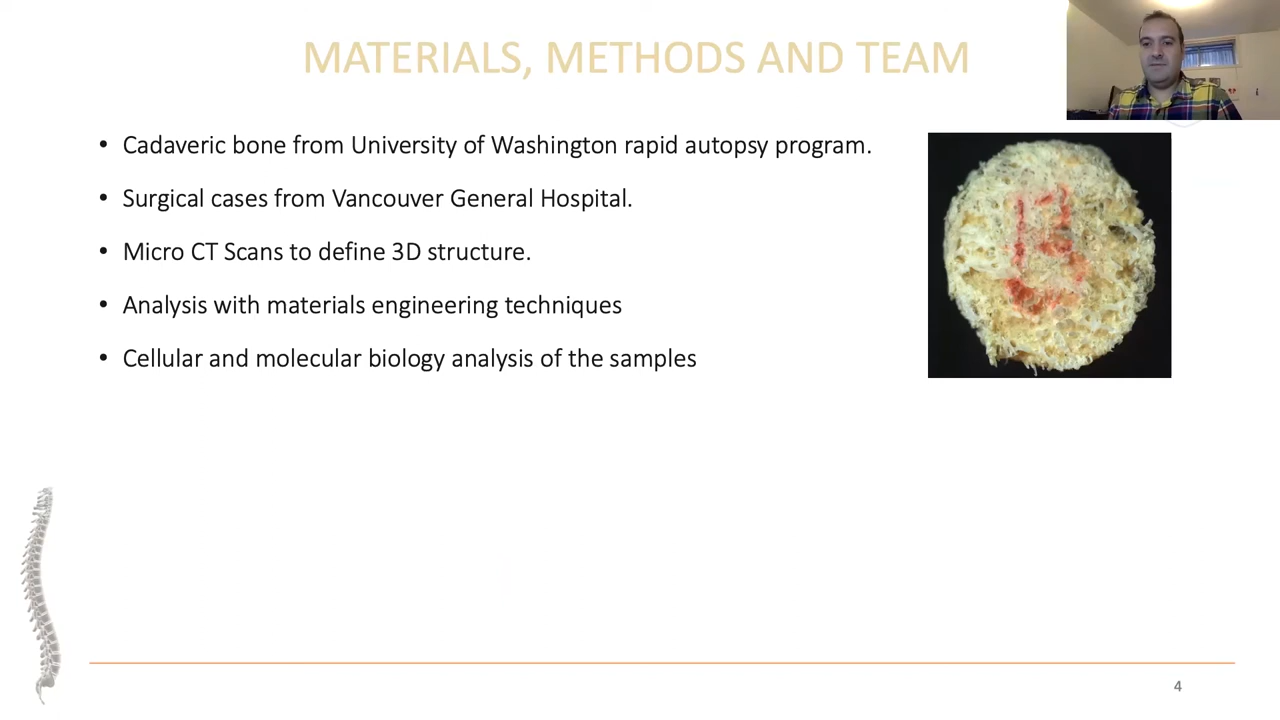 MATERIALS, METHODS AND TEAM
• Cadaveric bone from University of Washington rapid autopsy program.
• Surgical cases from Vancouver General Hospital.
• Micro CT Scans to define 3D structure.
• Analysis with materials engineering techniques
• Cellular and molecular biology analysis of the samples
4